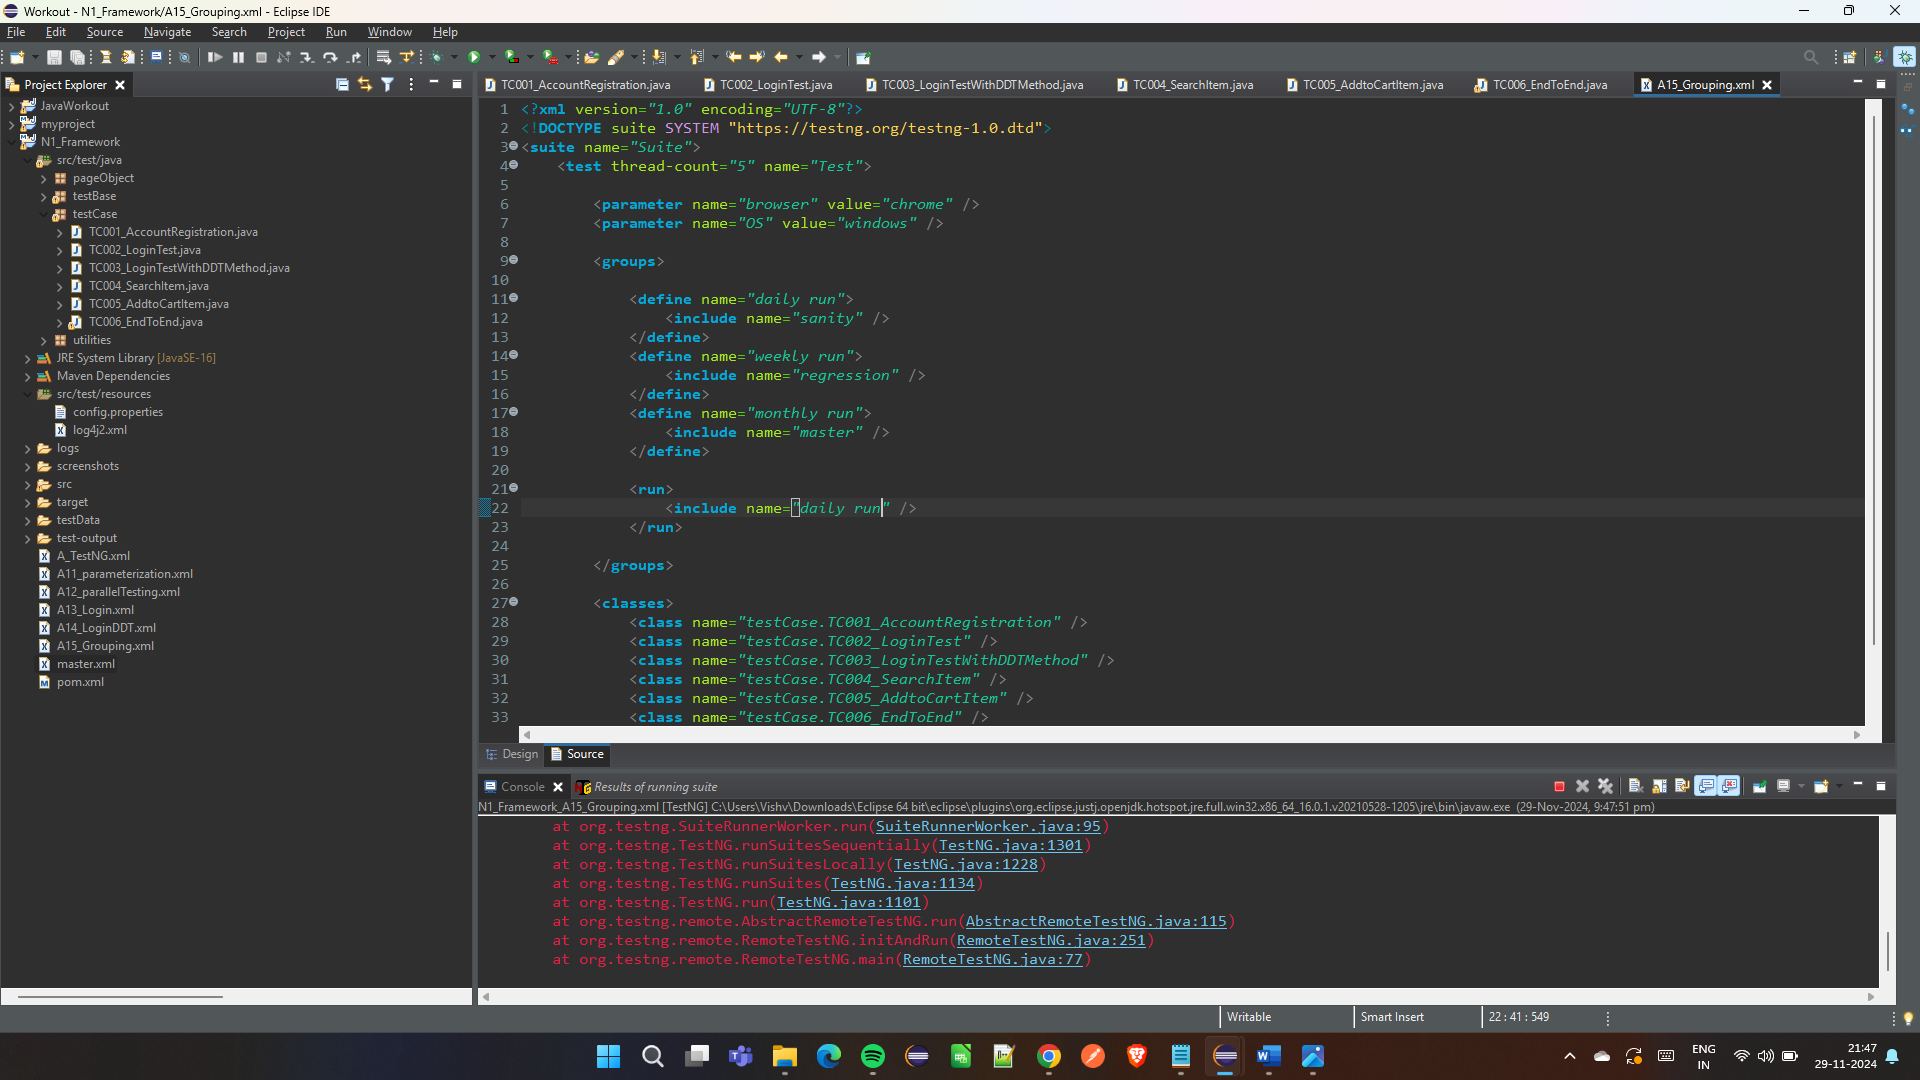 Workout - N1_Framework/A15_Grouping.xml - Eclipse IDE
File Edit Source Navigate Search Project Run Window Help
Project Explorer
JavaWorkout
myproject
N1_Framework
src/test/java
pageObject
testBase
testCase
TC001_AccountRegistration.java
TC002_LoginTest.java
TC003_LoginTestWithDDTMethod.java
TC004_SearchItem.java
TC005_AddtoCartItem.java
TC006_EndToEnd.java
utilities
JRE System Library [JavaSE-16]
Maven Dependencies
src/test/resources
config.properties
log4j2.xml
logs
screenshots
src
target
testData
test-output
A_TestNG.xml
A11_parameterization.xml
A12_parallelTesting.xml
A13_Login.xml
A14_LoginDDT.xml
A15_Grouping.xml
master.xml
pom.xml
TC001_AccountRegistration.java TC002_LoginTest.java TC003_LoginTestWithDDTMethod.java TC004_SearchItem.java TC005_AddtoCartItem.java TC006_EndToEnd.java A15_Grouping.xml
1 <?xml version="1.0" encoding="UTF-8"?>
2 <!DOCTYPE suite SYSTEM "https://testng.org/testng-1.0.dtd">
3 <suite name="Suite">
4 <test thread-count="5" name="Test">
5
6 <parameter name="browser" value="chrome" />
7 <parameter name="OS" value="windows" />
8
9 <groups>
10
11 <define name="daily run">
12 <include name="sanity" />
13 </define>
14 <define name="weekly run">
15 <include name="regression" />
16 </define>
17 <define name="monthly run">
18 <include name="master" />
19 </define>
20
21 <run>
22 <include name="daily run" />
23 </run>
24
25 </groups>
26
27 <classes>
28 <class name="testCase.TC001_AccountRegistration" />
29 <class name="testCase.TC002_LoginTest" />
30 <class name="testCase.TC003_LoginTestWithDDTMethod" />
31 <class name="testCase.TC004_SearchItem" />
32 <class name="testCase.TC005_AddtoCartItem" />
33 <class name="testCase.TC006_EndToEnd" />
Design Source
Console Results of running suite
N1_Framework_A15_Grouping.xml [TestNG] C:\Users\Vishv\Downloads\Eclipse 64 bit\eclipse\plugins\org.eclipse.justj.openjdk.hotspot.jre.full.win32.x86_64_16.0.1.v20210528-1205\jre\bin\javaw.exe (29-Nov-2024, 9:47:51 pm)
at org.testng.SuiteRunnerWorker.run(SuiteRunnerWorker.java:95)
at org.testng.TestNG.runSuitesSequentially(TestNG.java:1301)
at org.testng.TestNG.runSuitesLocally(TestNG.java:1228)
at org.testng.TestNG.runSuites(TestNG.java:1134)
at org.testng.TestNG.run(TestNG.java:1101)
at org.testng.remote.AbstractRemoteTestNG.run(AbstractRemoteTestNG.java:115)
at org.testng.remote.RemoteTestNG.initAndRun(RemoteTestNG.java:251)
at org.testng.remote.RemoteTestNG.main(RemoteTestNG.java:77)
Writable Smart Insert 22 : 41 : 549
ENG
IN
21:47
29-11-2024